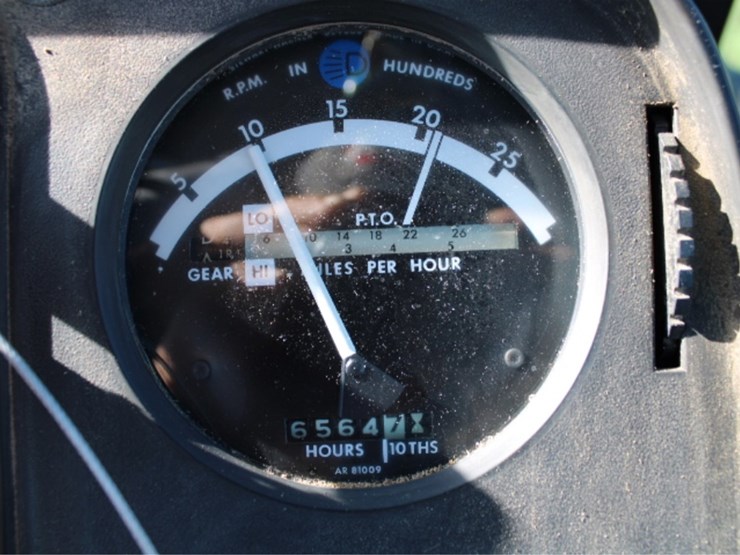 R.P.M. IN HUNDREDS
5 10 15 20 25
LO P.T.O.
6 10 14 18 22 26
3 4 5
GEAR HI MILES PER HOUR
6564
HOURS 10THS
AR 81009